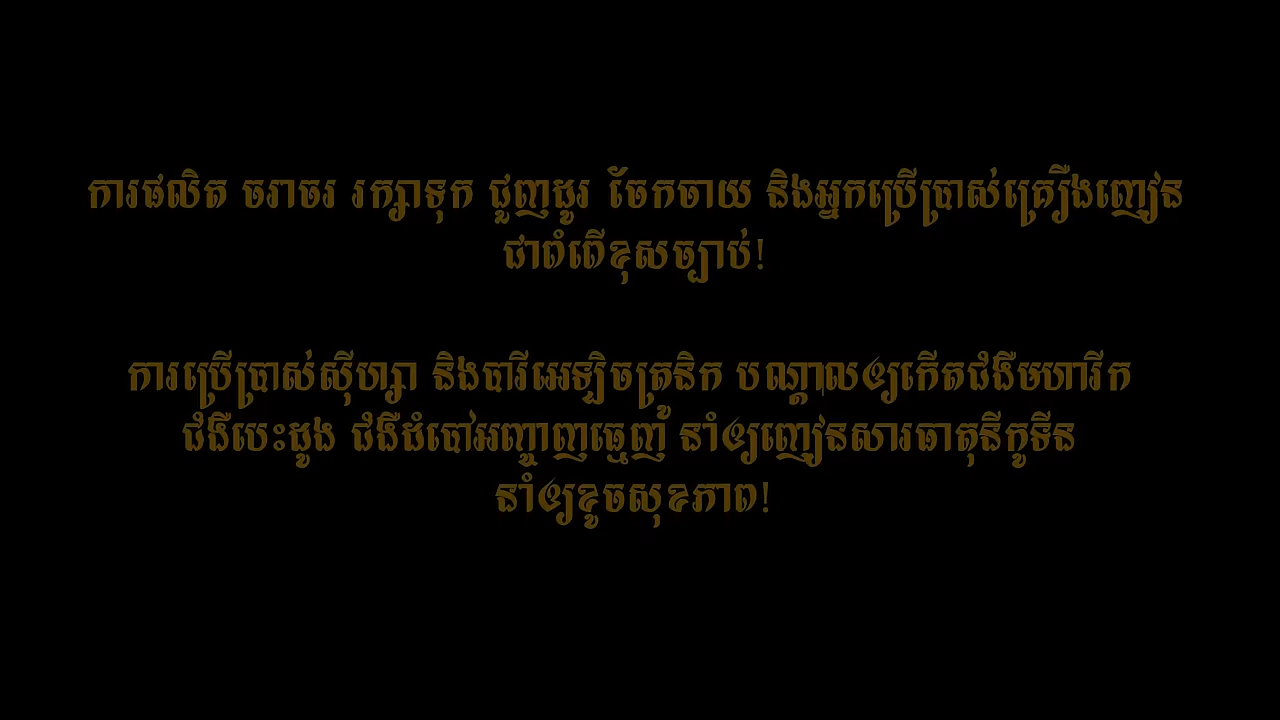 ការផលិត ចរាចរ រក្សាទុក ជួញដូរ ចែកចាយ និងអ្នកប្រើប្រាស់គ្រឿងញៀន
ជាទំពើខុសច្បាប់!
ការប្រើប្រាស់ស៊ីហ្សា និងបារីអេឡិចត្រូនិក បណ្ដាលឲ្យកើតជំងឺមហារីក
ជំងឺបេះដូង ជំងឺដំបៅអញ្ចាញធ្មេញ នាំឲ្យញៀនសារធាតុនីកូទីន
នាំឲ្យខូចសុខភាព!